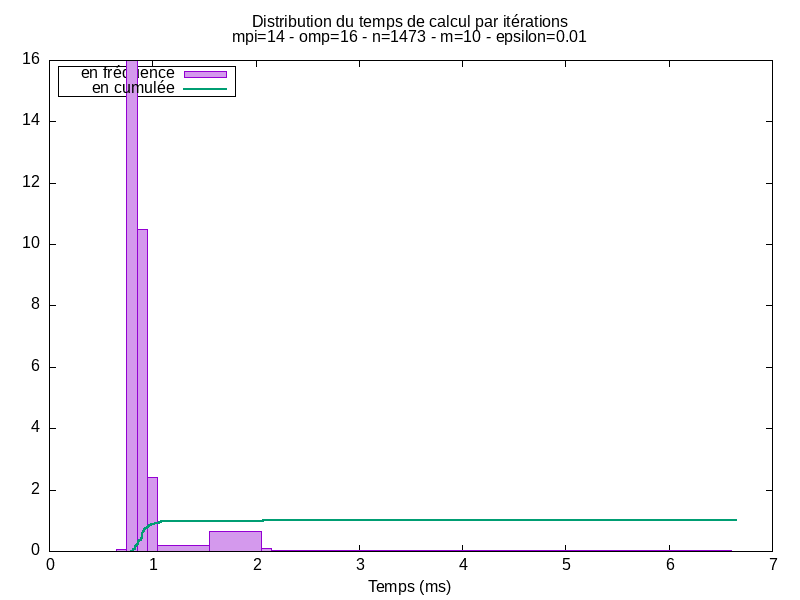 Distribution du temps de calcul par itérations
mpi=14 - omp=16 - n=1473 - m=10 - epsilon=0.01
16
en fréquence
en cumulée
14
12
10
8
6
4
2
0
0 1 2 3 4 5 6 7
Temps (ms)